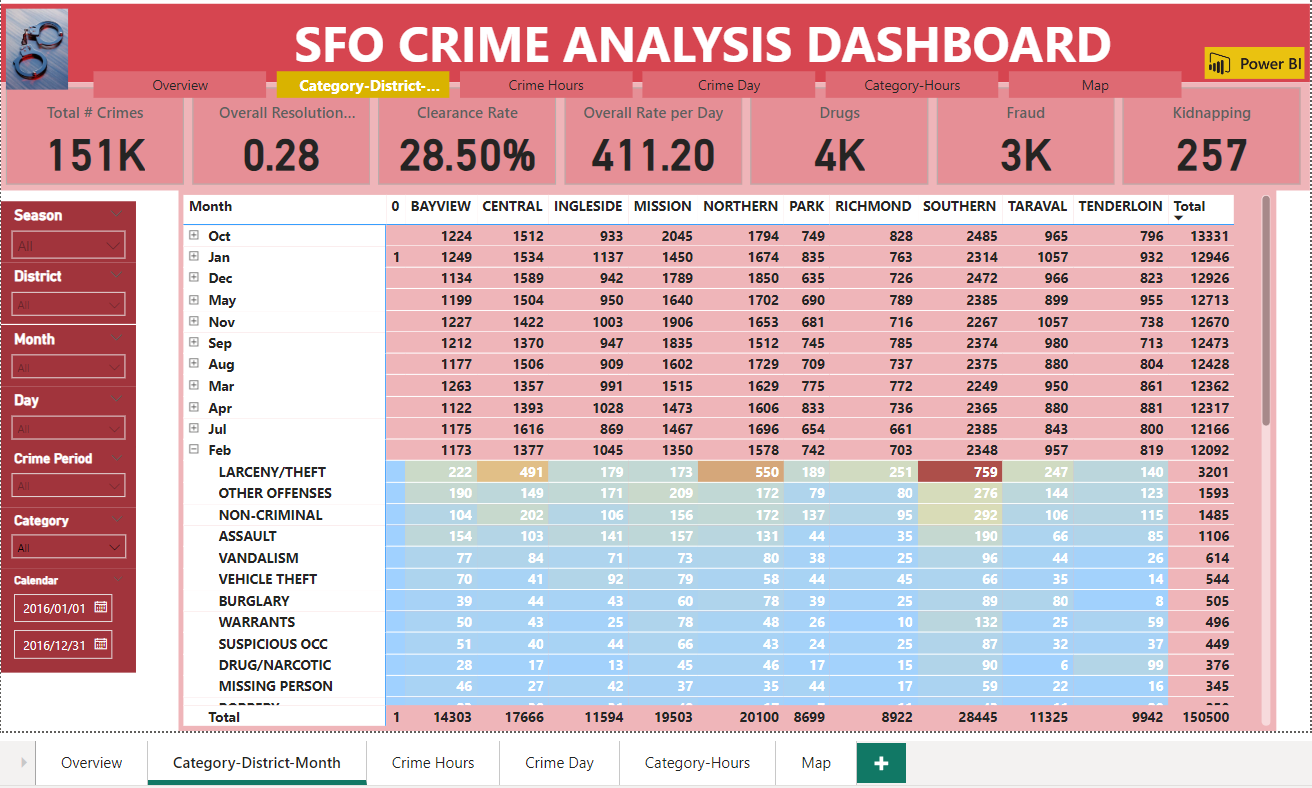 SFO CRIME ANALYSIS DASHBOARD
Power BI
Overview Category-District-... Crime Hours Crime Day Category-Hours Map
Total # Crimes Overall Resolution... Clearance Rate Overall Rate per Day Drugs Fraud Kidnapping
151K 0.28 28.50% 411.20 4K 3K 257
Season
All
District
All
Month
All
Day
All
Crime Period
All
Category
All
Calendar
2016/01/01
2016/12/31
Month 0 BAYVIEW CENTRAL INGLESIDE MISSION NORTHERN PARK RICHMOND SOUTHERN TARAVAL TENDERLOIN Total
Oct 1224 1512 933 2045 1794 749 828 2485 965 796 13331
Jan 1 1249 1534 1137 1450 1674 835 763 2314 1057 932 12946
Dec 1134 1589 942 1789 1850 635 726 2472 966 823 12926
May 1199 1504 950 1640 1702 690 789 2385 899 955 12713
Nov 1227 1422 1003 1906 1653 681 716 2267 1057 738 12670
Sep 1212 1370 947 1835 1512 745 785 2374 980 713 12473
Aug 1177 1506 909 1602 1729 709 737 2375 880 804 12428
Mar 1263 1357 991 1515 1629 775 772 2249 950 861 12362
Apr 1122 1393 1028 1473 1606 833 736 2365 880 881 12317
Jul 1175 1616 869 1467 1696 654 661 2385 843 800 12166
Feb 1173 1377 1045 1350 1578 742 703 2348 957 819 12092
LARCENY/THEFT 222 491 179 173 550 189 251 759 247 140 3201
OTHER OFFENSES 190 149 171 209 172 79 80 276 144 123 1593
NON-CRIMINAL 104 202 106 156 172 137 95 292 106 115 1485
ASSAULT 154 103 141 157 131 44 35 190 66 85 1106
VANDALISM 77 84 71 73 80 38 25 96 44 26 614
VEHICLE THEFT 70 41 92 79 58 44 45 66 35 14 544
BURGLARY 39 44 43 60 78 39 25 89 80 8 505
WARRANTS 50 43 25 78 48 26 10 132 25 59 496
SUSPICIOUS OCC 51 40 44 66 43 24 25 87 32 37 449
DRUG/NARCOTIC 28 17 13 45 46 17 15 90 6 99 376
MISSING PERSON 46 27 42 37 35 44 17 59 22 16 345
Total 1 14303 17666 11594 19503 20100 8699 8922 28445 11325 9942 150500
Overview Category-District-Month Crime Hours Crime Day Category-Hours Map +